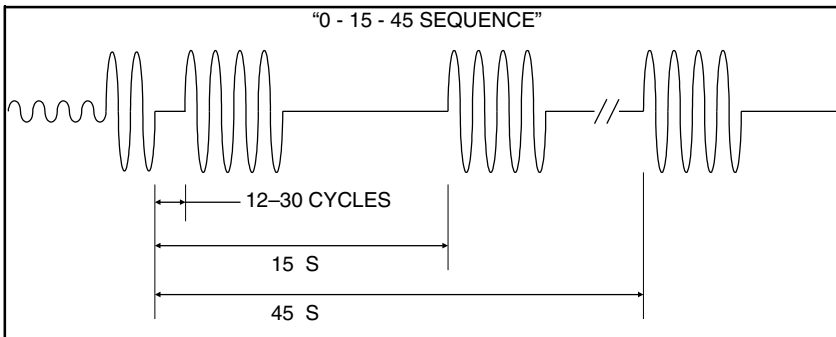 “0 - 15 - 45 SEQUENCE”
12–30 CYCLES
15 S
45 S